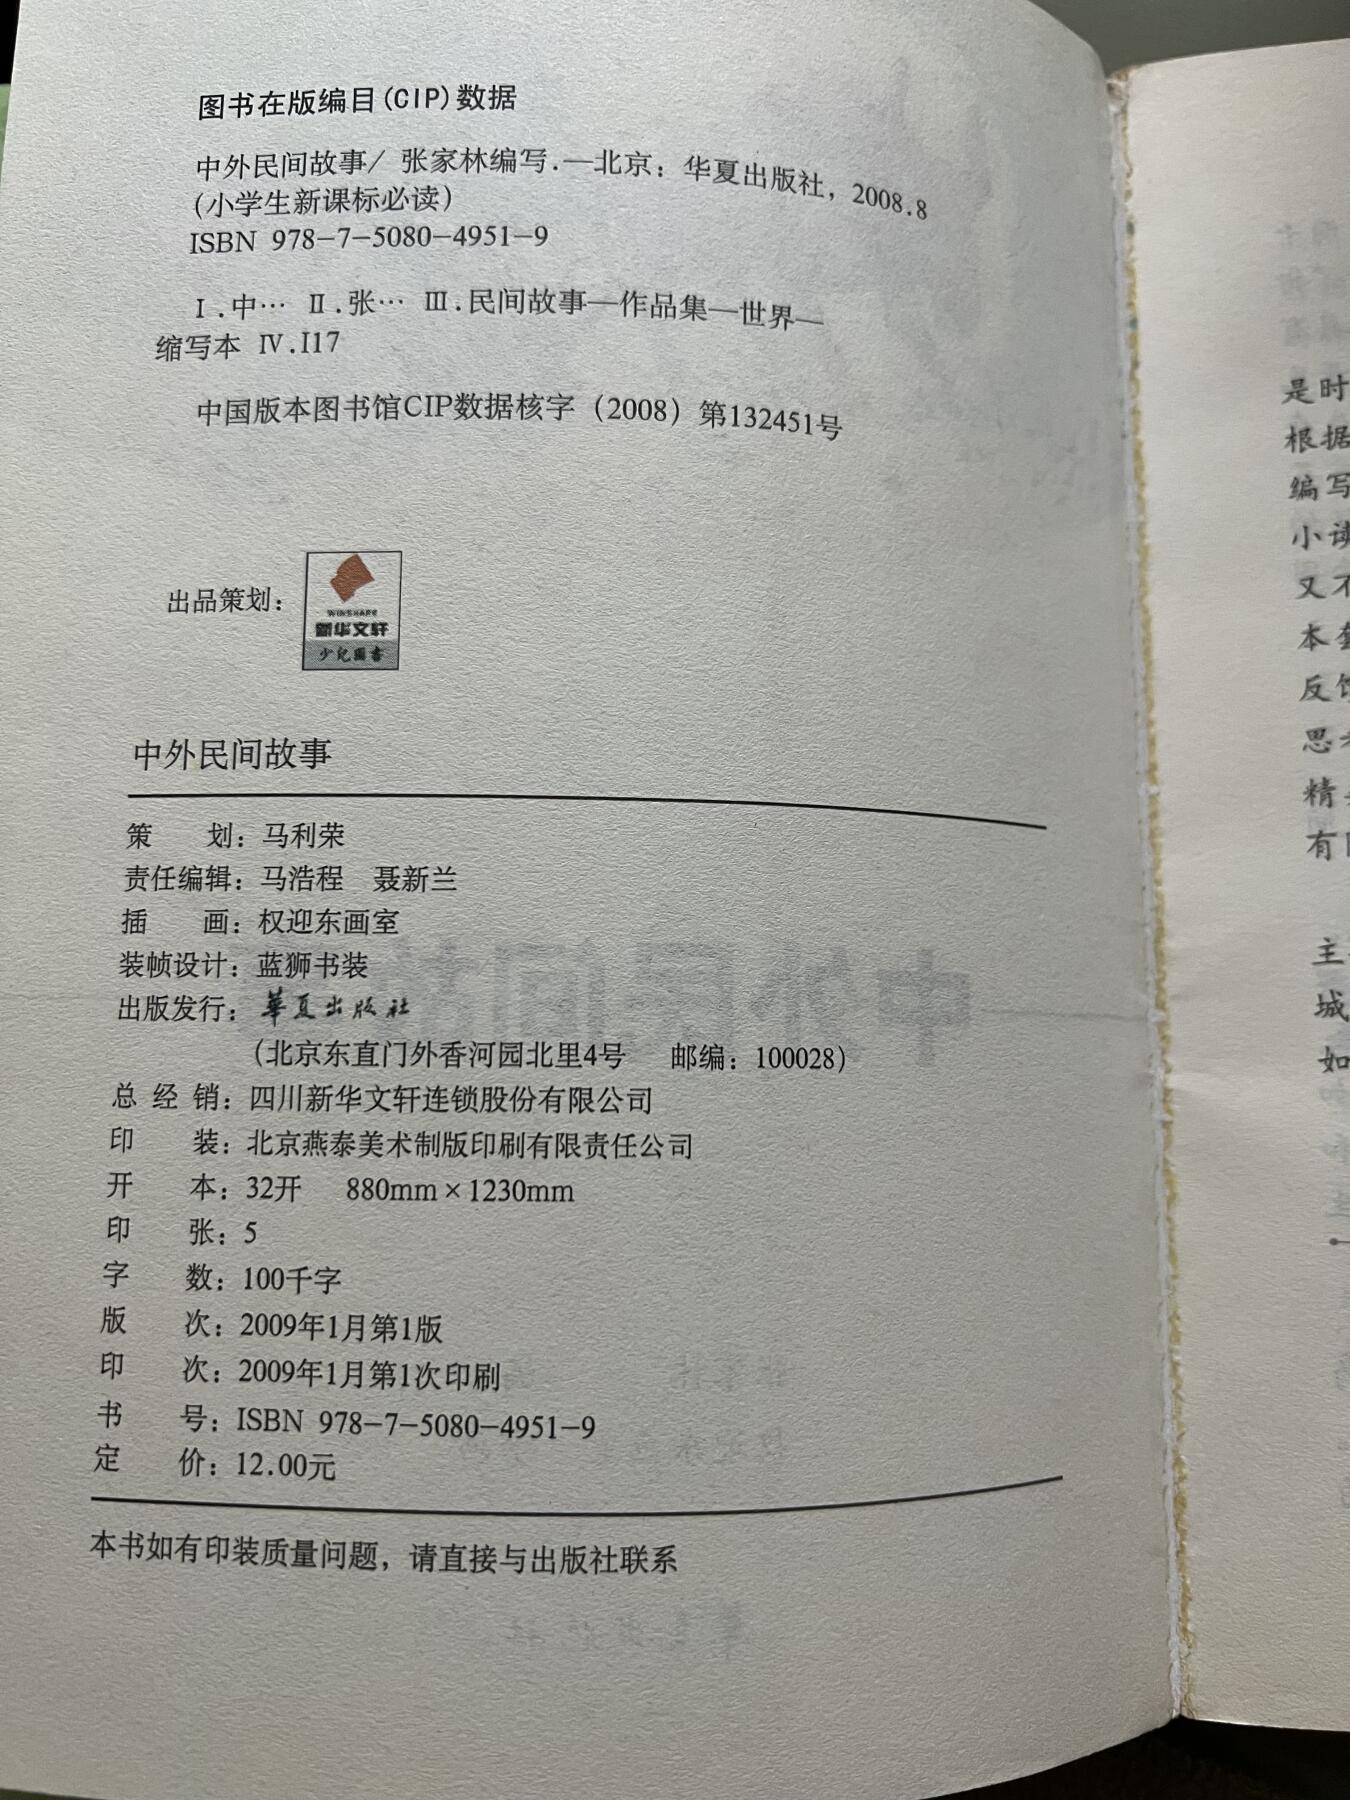 图书在版编目(CIP)数据
中外民间故事/ 张家林编写.—北京：华夏出版社，2008.8
(小学生新课标必读)
ISBN 978-7-5080-4951-9
Ⅰ.中… Ⅱ.张… Ⅲ.民间故事—作品集—世界—
缩写本 Ⅳ.I17
中国版本图书馆CIP数据核字（2008）第132451号
出品策划：
WINSHARE
新华文轩
少儿图书
中外民间故事
策　　划：马利荣
责任编辑：马浩程　聂新兰
插　　画：权迎东画室
装帧设计：蓝狮书装
出版发行：華夏出版社
(北京东直门外香河园北里4号　邮编：100028)
总 经 销：四川新华文轩连锁股份有限公司
印　　装：北京燕泰美术制版印刷有限责任公司
开　　本：32开　880mm×1230mm
印　　张：5
字　　数：100千字
版　　次：2009年1月第1版
印　　次：2009年1月第1次印刷
书　　号：ISBN 978-7-5080-4951-9
定　　价：12.00元
本书如有印装质量问题，请直接与出版社联系
是时
根据
编写
小读
又不
本套
反馈
思考
精
有
主
城
如